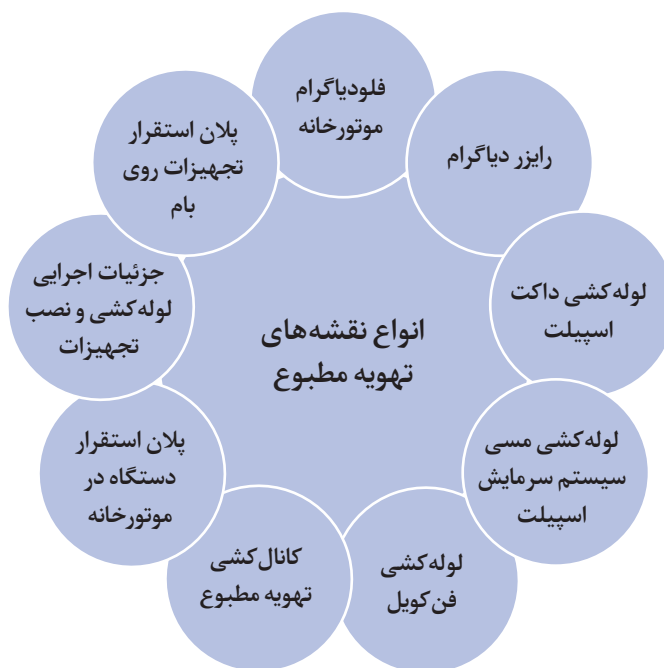 انواع نقشه‌های
تهویه مطبوع
فلودیاگرام
موتورخانه
رایزر دیاگرام
لوله‌کشی داکت
اسپیلت
لوله‌کشی مسی
سیستم سرمایش
اسپیلت
لوله‌کشی
فن‌کویل
کانال‌کشی
تهویه مطبوع
پلان استقرار
دستگاه در
موتورخانه
جزئیات اجرایی
لوله‌کشی و نصب
تجهیزات
پلان استقرار
تجهیزات روی
بام